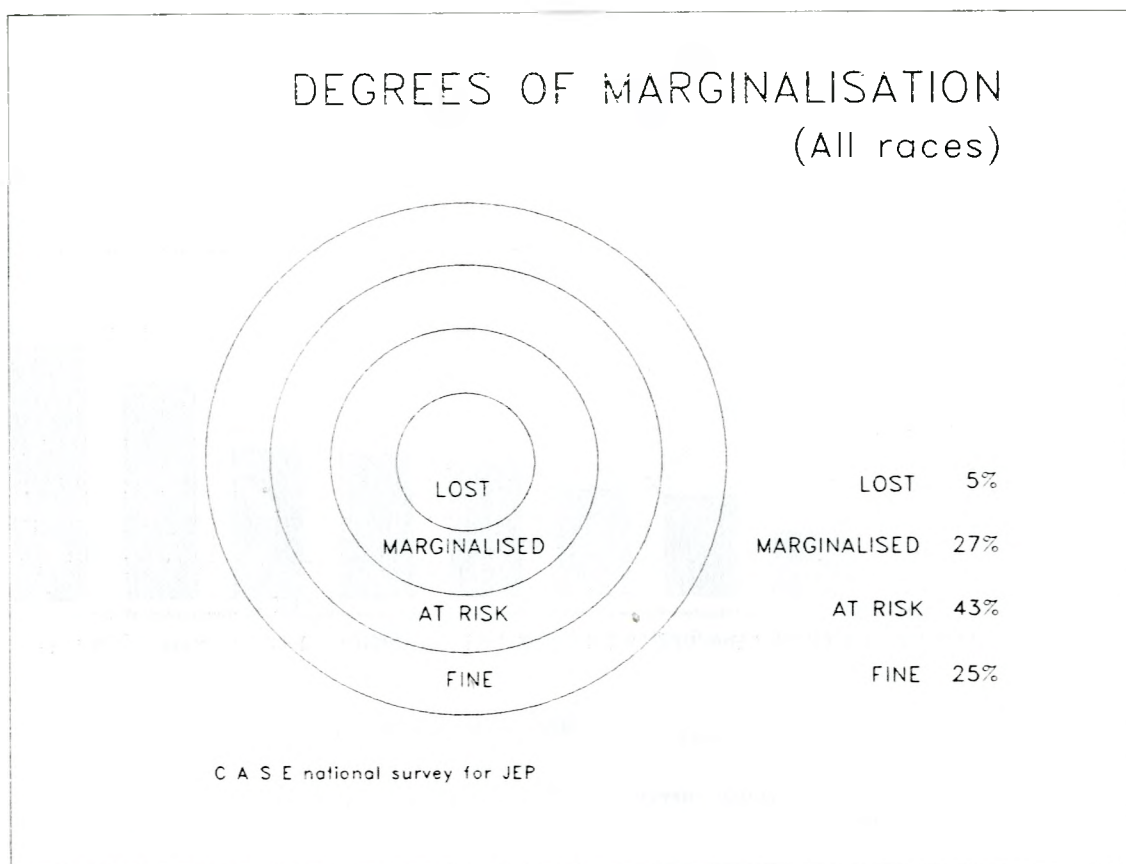 DEGREES OF MARGINALISATION
(All races)
LOST
MARGINALISED
AT RISK
FINE
LOST 5%
MARGINALISED 27%
AT RISK 43%
FINE 25%
C A S E national survey for JEP